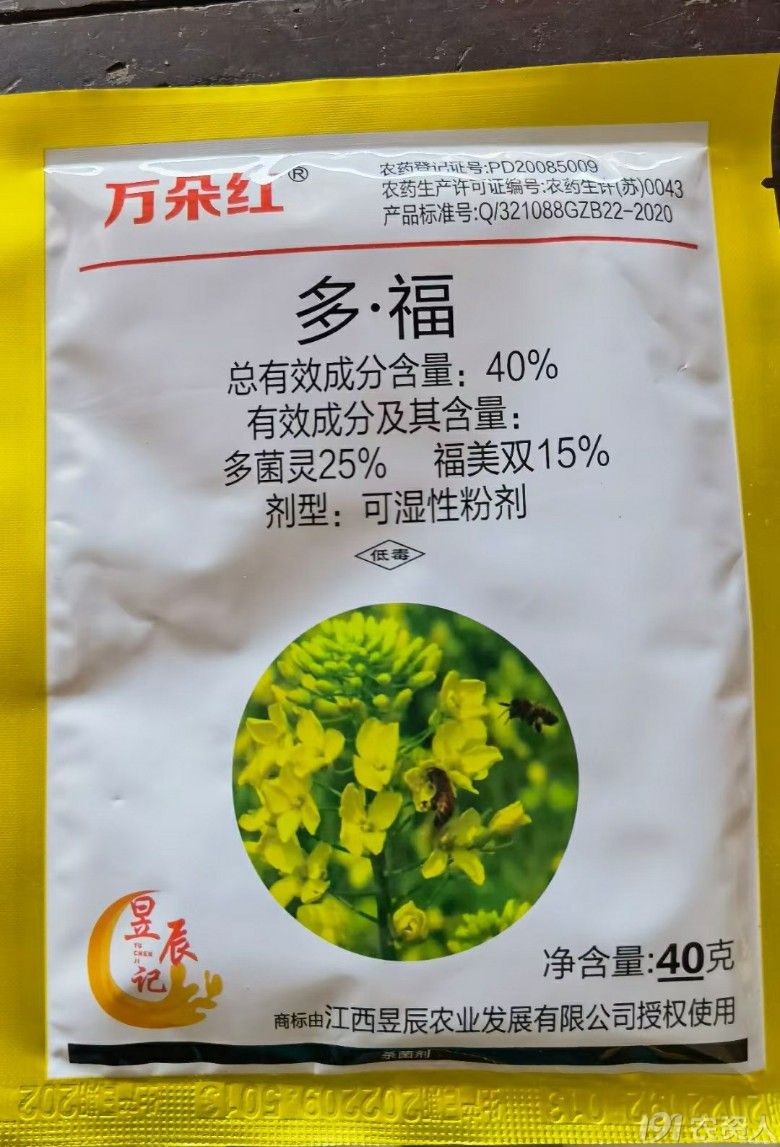 万朵红®
农药登记证号:PD20085009
农药生产许可证编号:农药生许(苏)0043
产品标准号:Q/321088GZB22-2020
多·福
总有效成分含量：40%
有效成分及其含量：
多菌灵25% 福美双15%
剂型：可湿性粉剂
低毒
昱辰记
YU CHEN JI
净含量:40克
商标由江西昱辰农业发展有限公司授权使用
杀菌剂
191农资人